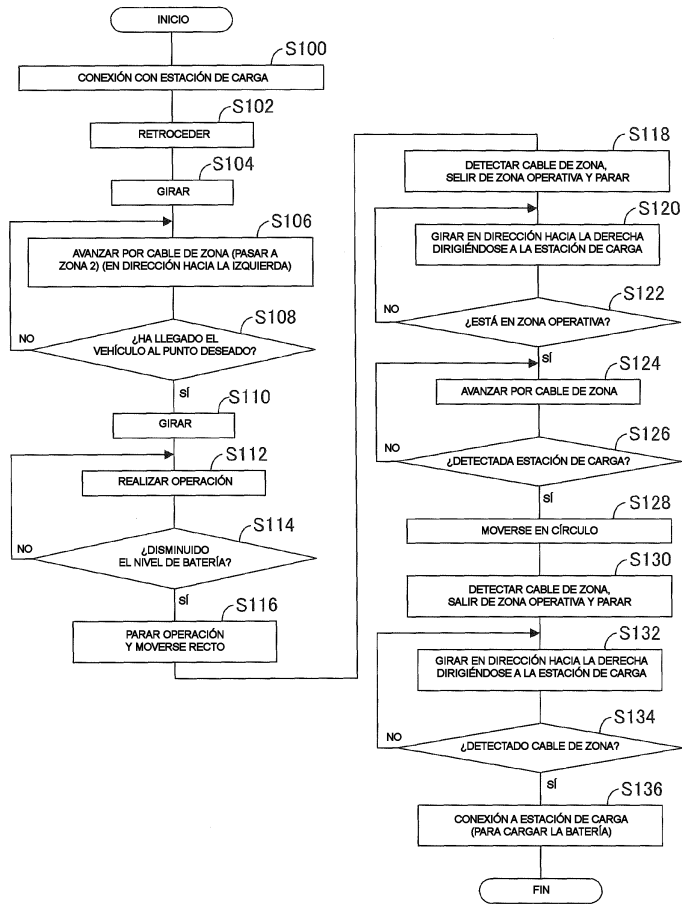 INICIO
S100
CONEXIÓN CON ESTACIÓN DE CARGA
S102
RETROCEDER
S104
GIRAR
S106
AVANZAR POR CABLE DE ZONA (PASAR A
ZONA 2) (EN DIRECCIÓN HACIA LA IZQUIERDA)
S108
¿HA LLEGADO EL
VEHÍCULO AL PUNTO DESEADO?
NO
SÍ
S110
GIRAR
S112
REALIZAR OPERACIÓN
S114
¿DISMINUIDO
EL NIVEL DE BATERÍA?
NO
SÍ
S116
PARAR OPERACIÓN
Y MOVERSE RECTO
S118
DETECTAR CABLE DE ZONA,
SELIR DE ZONA OPERATIVA Y PARAR
S120
GIRAR EN DIRECCIÓN HACIA LA DERECHA
DIRIGIÉNDOSE A LA ESTACIÓN DE CARGA
S122
¿ESTÁ EN ZONA OPERATIVA?
NO
SÍ
S124
AVANZAR POR CABLE DE ZONA
S126
¿DETECTADA ESTACIÓN DE CARGA?
NO
SÍ
S128
MOVERSE EN CÍRCULO
S130
DETECTAR CABLE DE ZONA,
SALIR DE ZONA OPERATIVA Y PARAR
S132
GIRAR EN DIRECCIÓN HACIA LA DERECHA
DIRIGIÉNDOSE A LA ESTACIÓN DE CARGA
S134
¿DETECTADO CABLE DE ZONA?
NO
SÍ
S136
CONEXIÓN A ESTACIÓN DE CARGA
(PARA CARGAR LA BATERÍA)
FIN